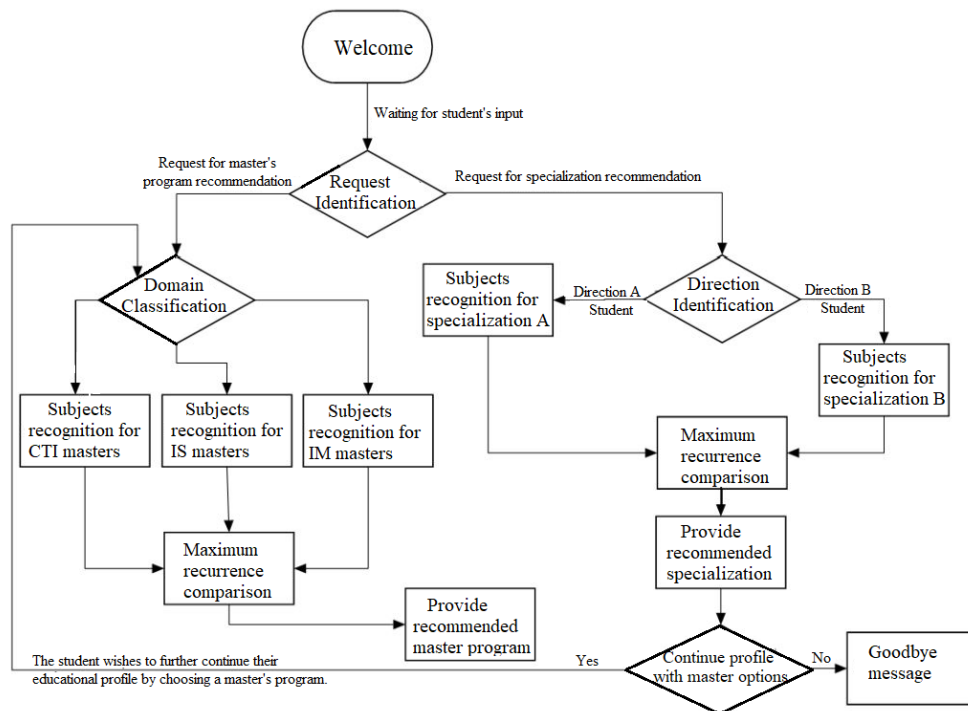 Welcome
Waiting for student's input
Request for master's
program recommendation
Request
Identification
Request for specialization recommendation
Domain
Classification
Subjects
recognition for
specialization A
Direction A
Student
Direction
Identification
Direction B
Student
Subjects
recognition for
specialization B
Subjects
recognition for
CTI masters
Subjects
recognition for
IS masters
Subjects
recognition for
IM masters
Maximum
recurrence
comparison
Maximum
recurrence
comparison
Provide
recommended
specialization
Provide
recommended
master program
The student wishes to further continue their
educational profile by choosing a master's program.
Yes
Continue profile
with master options
No
Goodbye
message